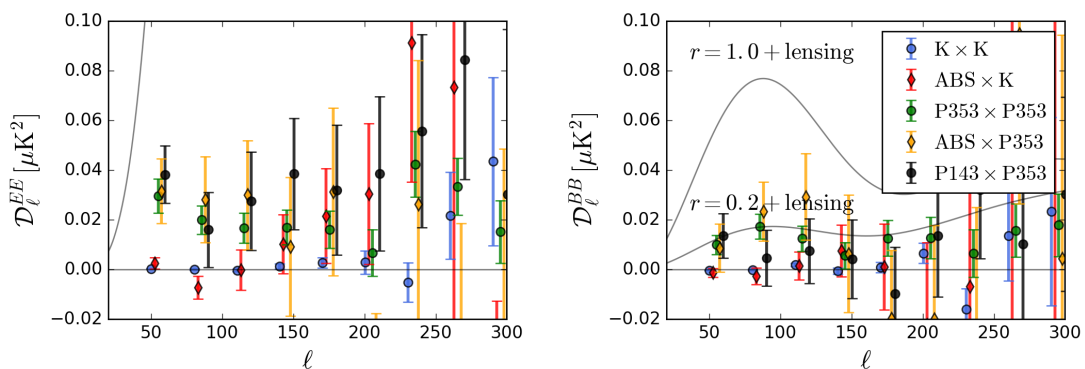 0.10
0.08
0.06
0.04
0.02
0.00
−0.02
50
100
150
200
250
300
ℓ
𝒟ℓ^EE [μK²]
0.10
0.08
0.06
0.04
0.02
0.00
−0.02
50
100
150
200
250
300
ℓ
𝒟ℓ^BB [μK²]
r = 1.0 + lensing
r = 0.2 + lensing
K × K
ABS × K
P353 × P353
ABS × P353
P143 × P353